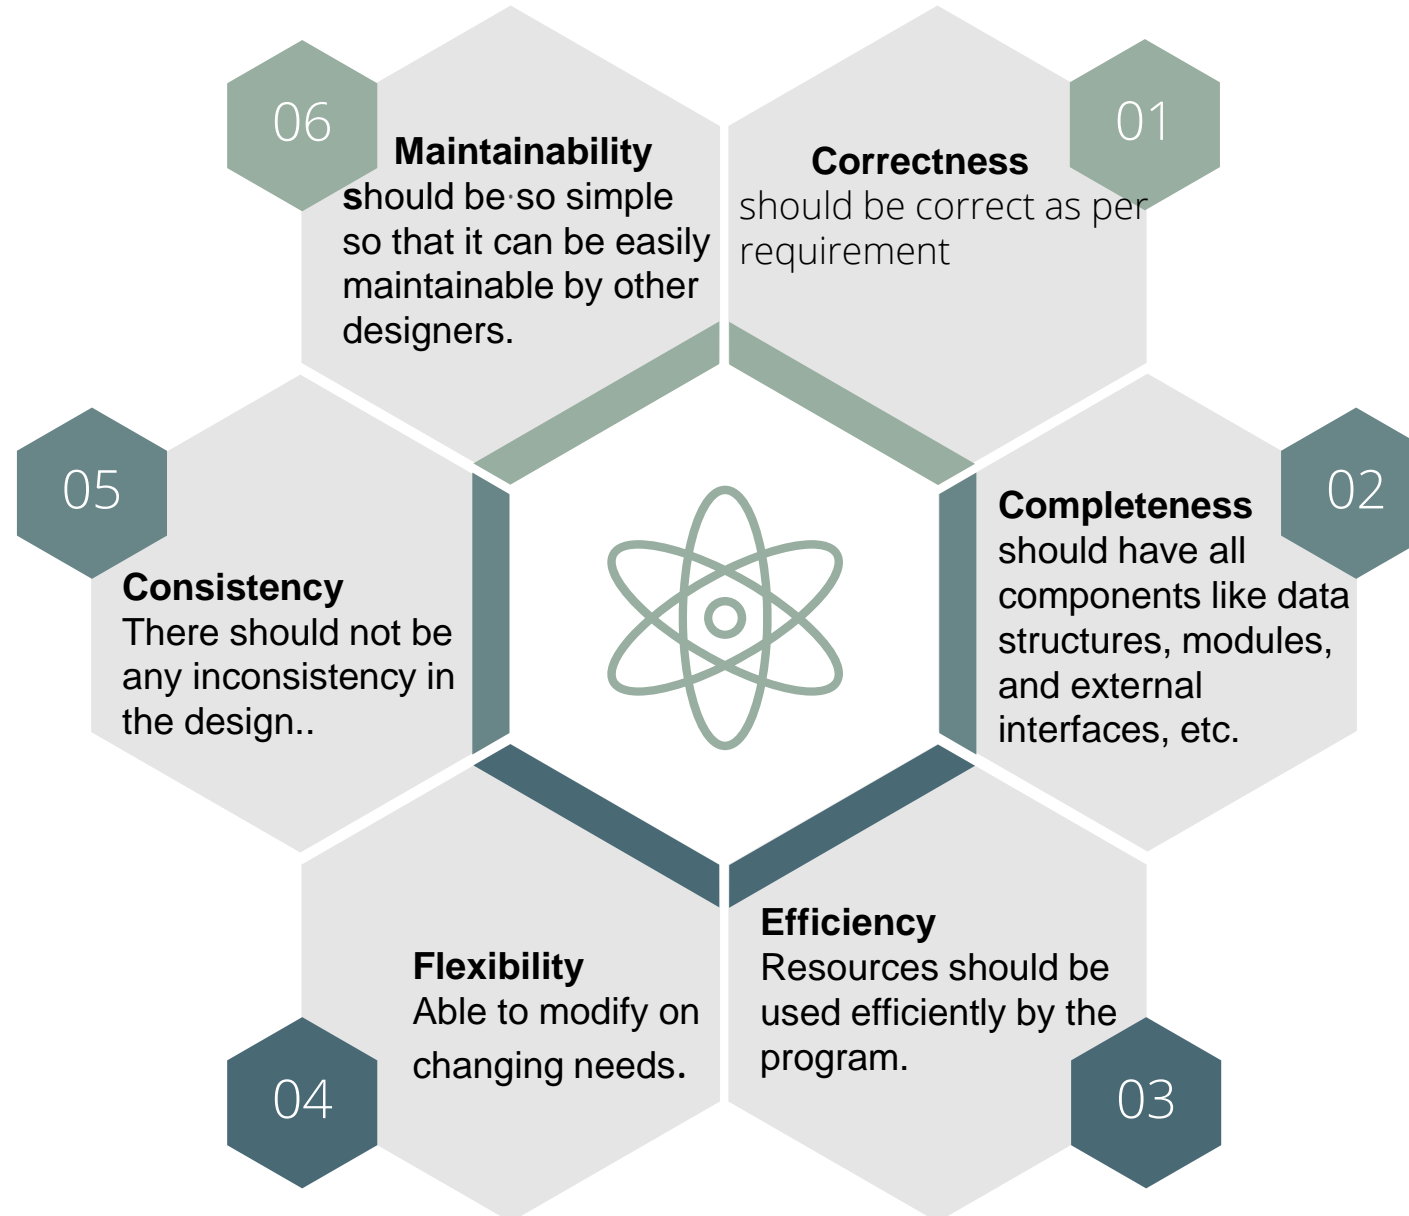 01
Correctness
should be correct as per
requirement
02
Completeness
should have all
components like data
structures, modules,
and external
interfaces, etc.
03
Efficiency
Resources should be
used efficiently by the
program.
04
Flexibility
Able to modify on
changing needs.
05
Consistency
There should not be
any inconsistency in
the design..
06
Maintainability
should be so simple
so that it can be easily
maintainable by other
designers.